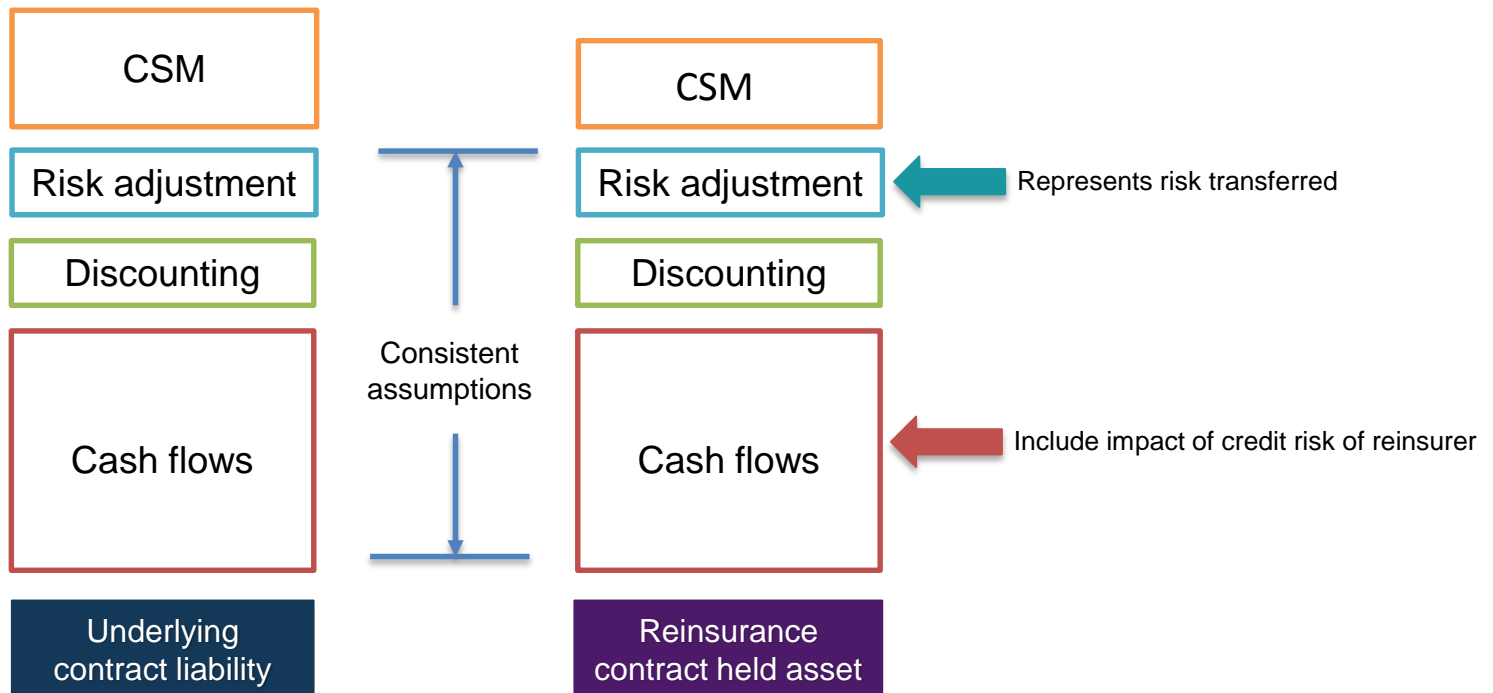 CSM
CSM
Risk adjustment
Risk adjustment
Represents risk transferred
Discounting
Discounting
Consistent
assumptions
Cash flows
Cash flows
Include impact of credit risk of reinsurer
Underlying
contract liability
Reinsurance
contract held asset